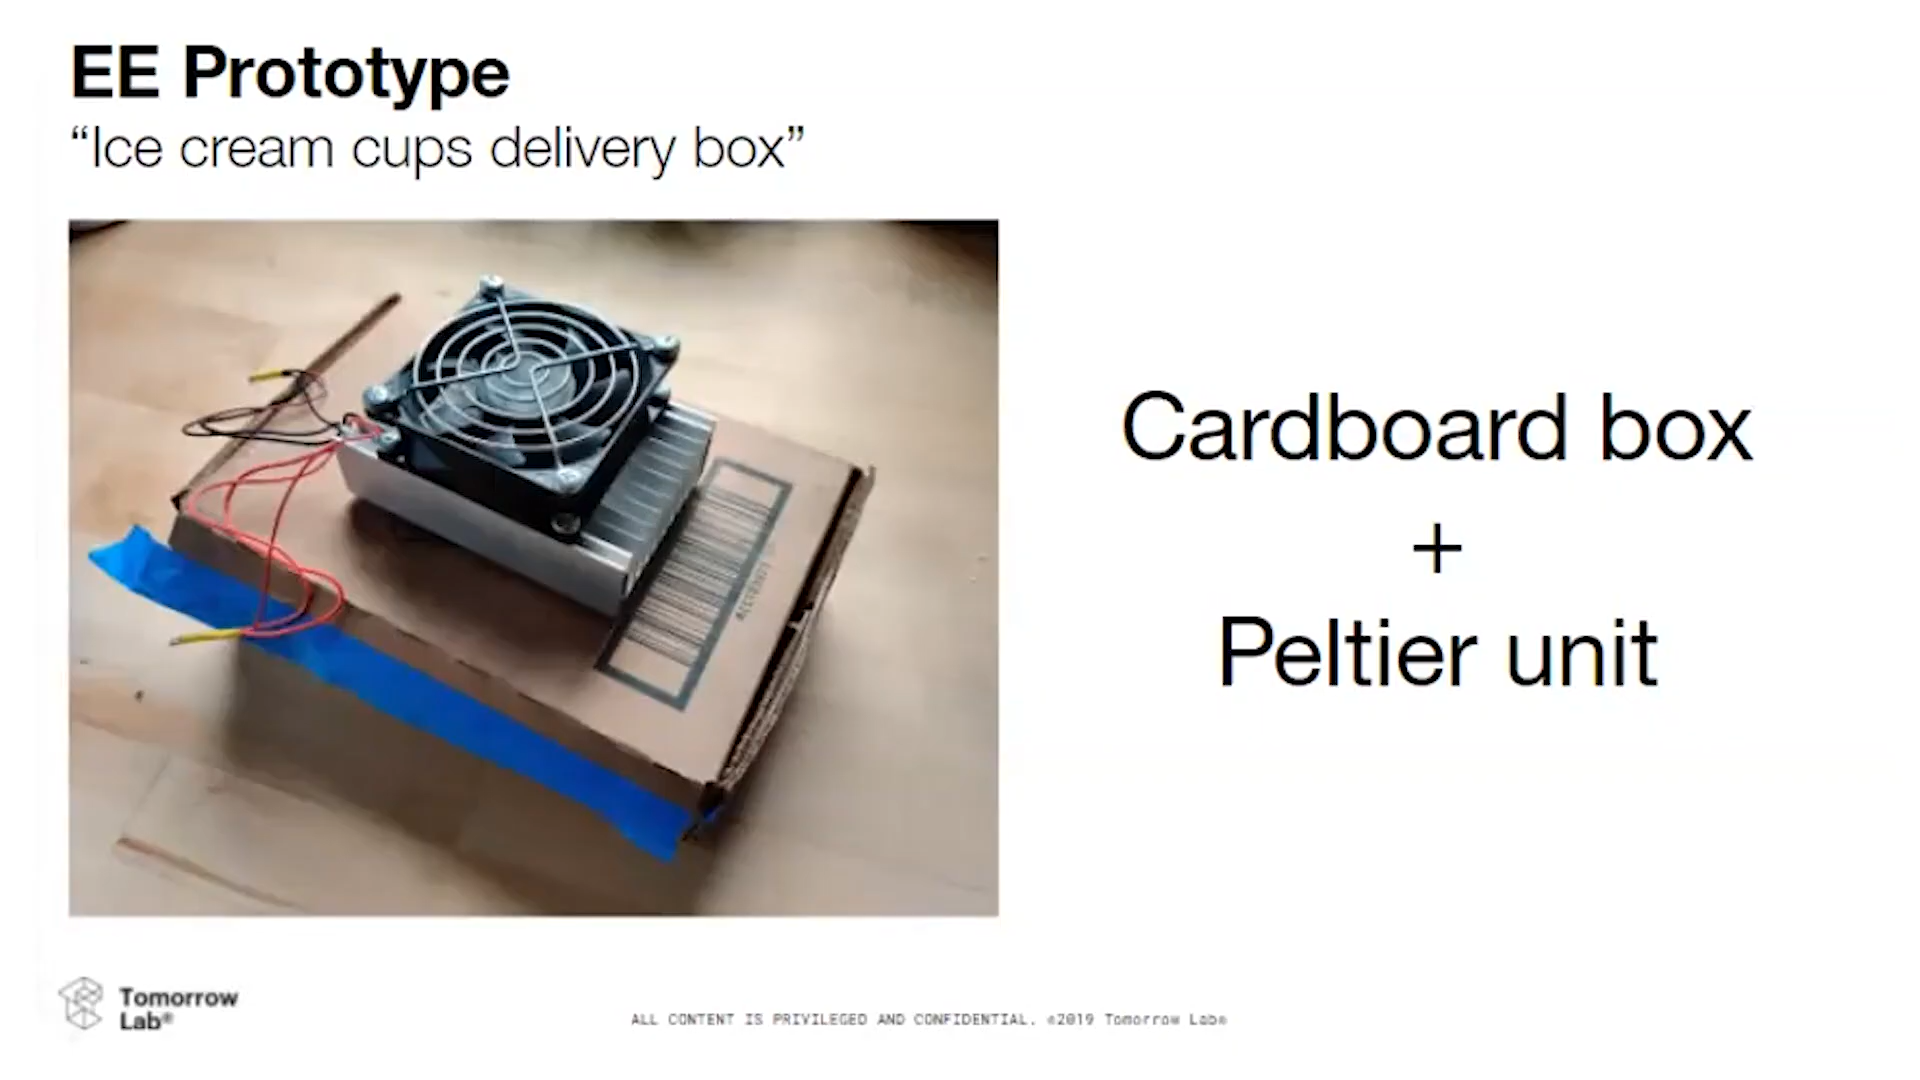 EE Prototype
“Ice cream cups delivery box”
Cardboard box
+
Peltier unit
Tomorrow
Lab®
ALL CONTENT IS PRIVILEGED AND CONFIDENTIAL. ©2019 Tomorrow Lab®